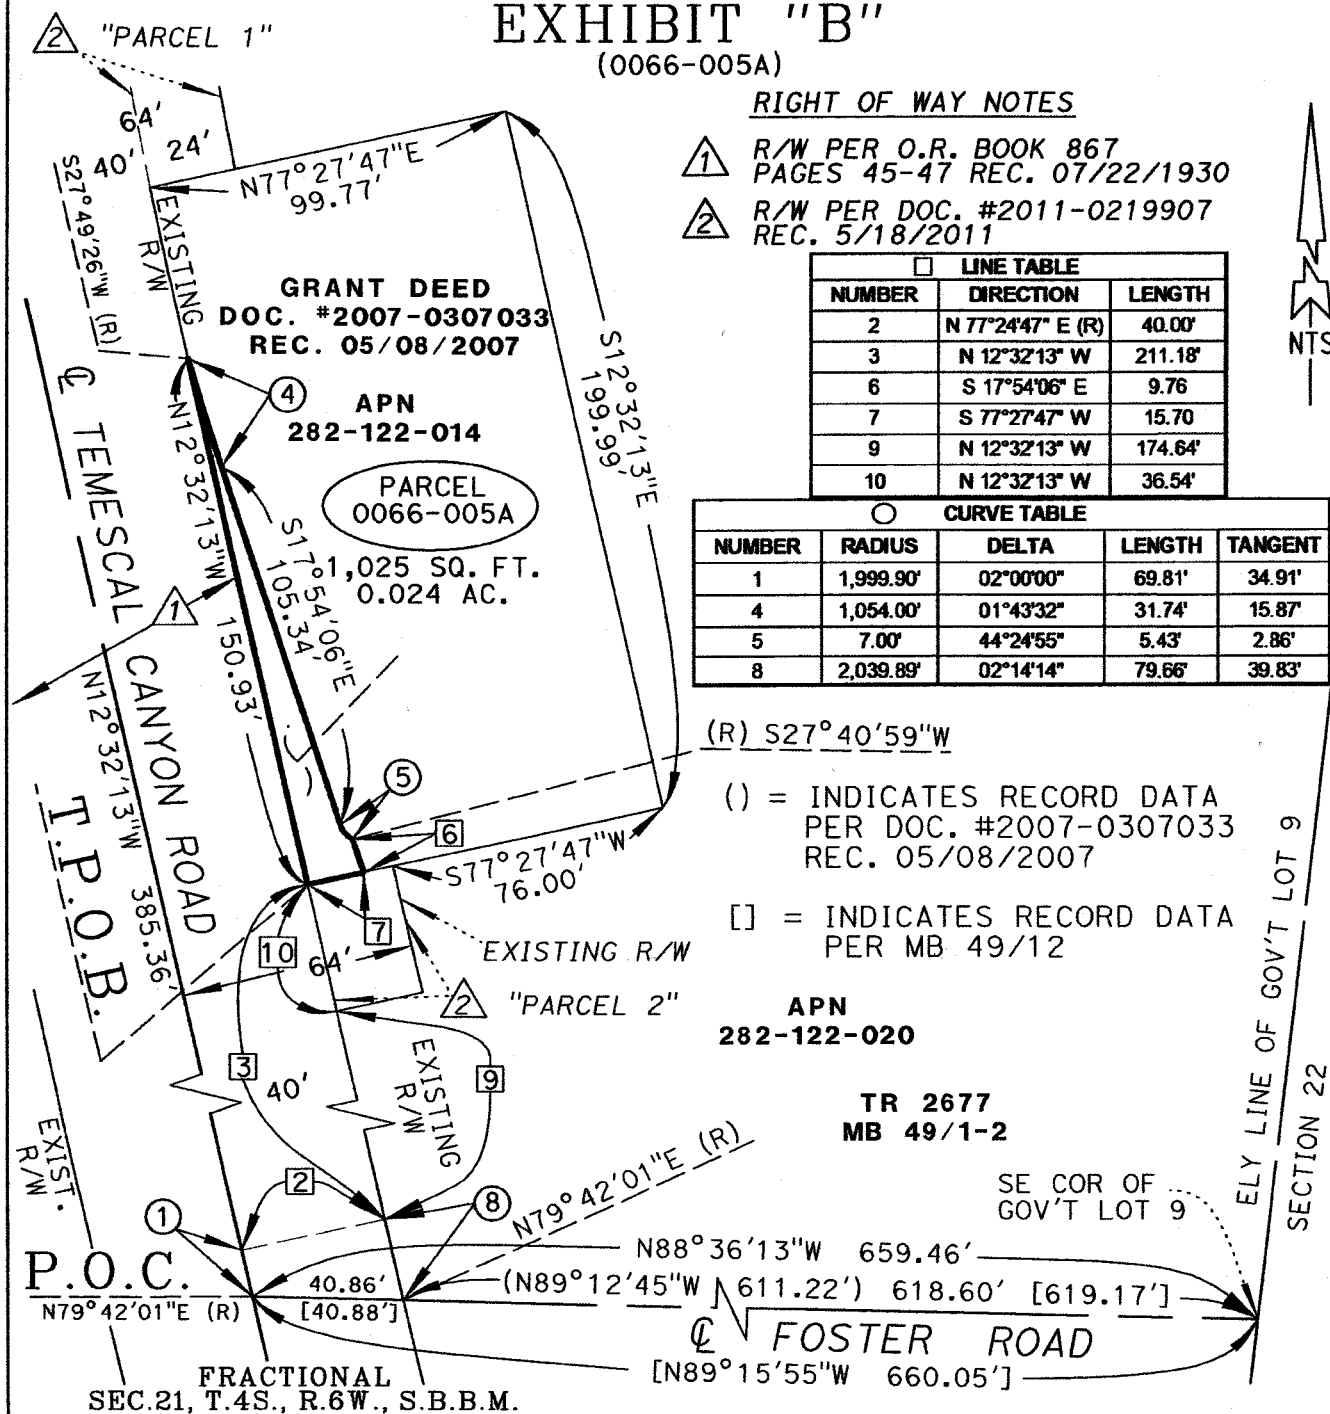 EXHIBIT "B"
(0066-005A)
2 "PARCEL 1"
RIGHT OF WAY NOTES
1 R/W PER O.R. BOOK 867
PAGES 45-47 REC. 07/22/1930
2 R/W PER DOC. #2011-0219907
REC. 5/18/2011
N
NTS
64'
40' 24'
S27°49'26"W (R)
EXISTING
R/W
N77°27'47"E
99.77'
GRANT DEED
DOC. #2007-0307033
REC. 05/08/2007
APN
282-122-014
PARCEL
0066-005A
1,025 SQ. FT.
0.024 AC.
S12°32'13"E
199.99'
□ LINE TABLE
NUMBER DIRECTION LENGTH
2 N 77°24'47" E (R) 40.00'
3 N 12°32'13" W 211.18'
6 S 17°54'06" E 9.76
7 S 77°27'47" W 15.70
9 N 12°32'13" W 174.64'
10 N 12°32'13" W 36.54'
○ CURVE TABLE
NUMBER RADIUS DELTA LENGTH TANGENT
1 1,999.90' 02°00'00" 69.81' 34.91'
4 1,054.00' 01°43'32" 31.74' 15.87'
5 7.00' 44°24'55" 5.43' 2.86'
8 2,039.89' 02°14'14" 79.66' 39.83'
4
N12°32'13"W
150.93'
S17°54'06"E
105.34'
1
℄ TEMESCAL CANYON ROAD
N12°32'13"W 385.36'
T.P.O.B.
(R) S27°40'59"W
5
6
S77°27'47"W
76.00'
7
() = INDICATES RECORD DATA
PER DOC. #2007-0307033
REC. 05/08/2007
[] = INDICATES RECORD DATA
PER MB 49/12
10
64'
EXISTING R/W
2 "PARCEL 2"
APN
282-122-020
TR 2677
MB 49/1-2
3
40'
EXISTING
R/W
9
EXIST.
R/W
ELY LINE OF GOV'T LOT 9
SECTION 22
SE COR OF
GOV'T LOT 9
1
2
8
N79°42'01"E (R)
P.O.C.
N79°42'01"E (R)
40.86'
[40.88']
N88°36'13"W 659.46'
(N89°12'45"W 611.22') 618.60' [619.17']
℄ FOSTER ROAD
[N89°15'55"W 660.05']
FRACTIONAL
SEC.21, T.4S., R.6W., S.B.B.M.